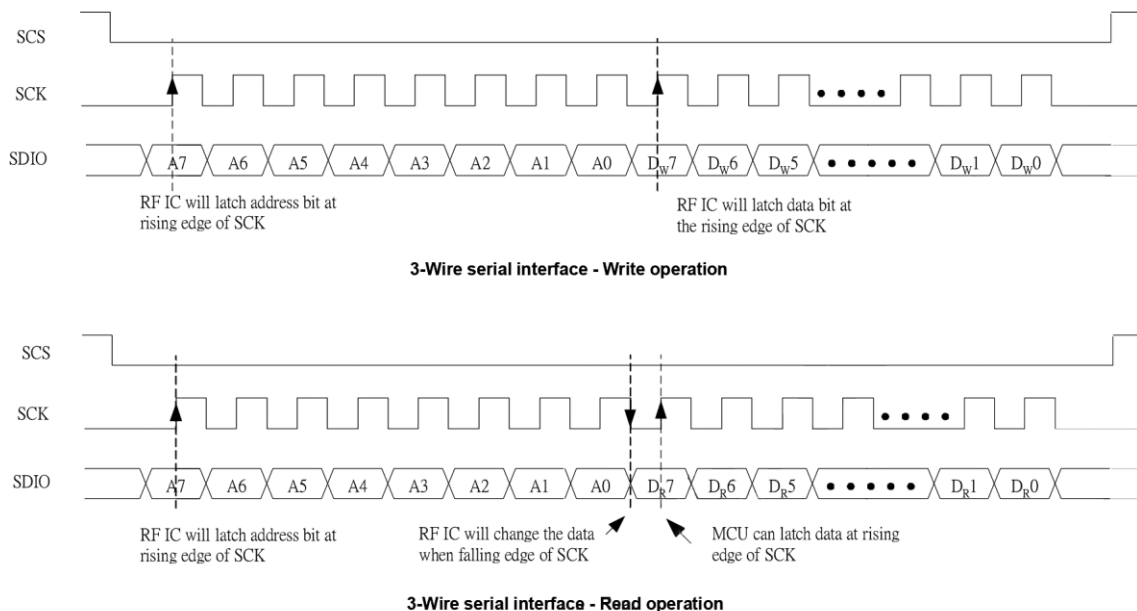 SCS
SCK
SDIO A7 A6 A5 A4 A3 A2 A1 A0 DW7 DW6 DW5 DW1 DW0
RF IC will latch address bit at
rising edge of SCK
RF IC will latch data bit at
the rising edge of SCK
3-Wire serial interface - Write operation
SCS
SCK
SDIO A7 A6 A5 A4 A3 A2 A1 A0 DR7 DR6 DR5 DR1 DR0
RF IC will latch address bit at
rising edge of SCK
RF IC will change the data
when falling edge of SCK
MCU can latch data at rising
edge of SCK
3-Wire serial interface - Read operation